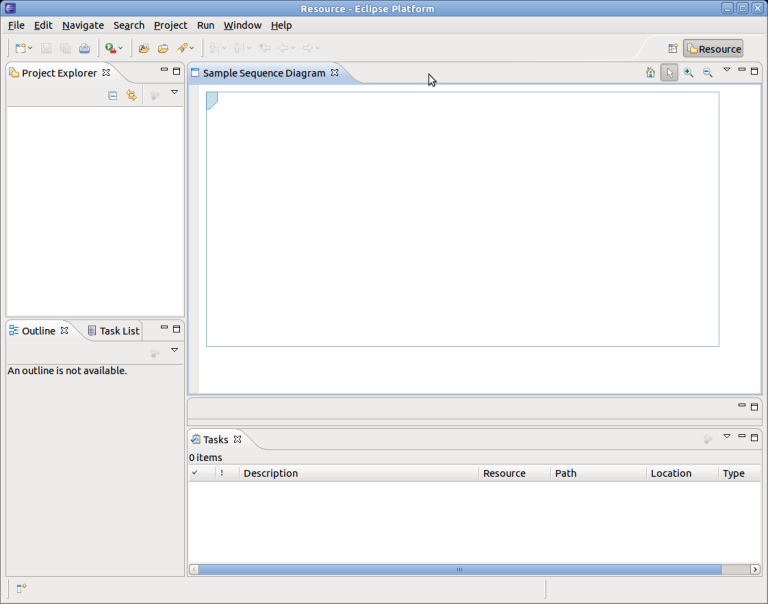 Resource - Eclipse Platform
File Edit Navigate Search Project Run Window Help
Resource
Project Explorer
Sample Sequence Diagram
Outline
Task List
An outline is not available.
Tasks
0 items
! Description Resource Path Location Type